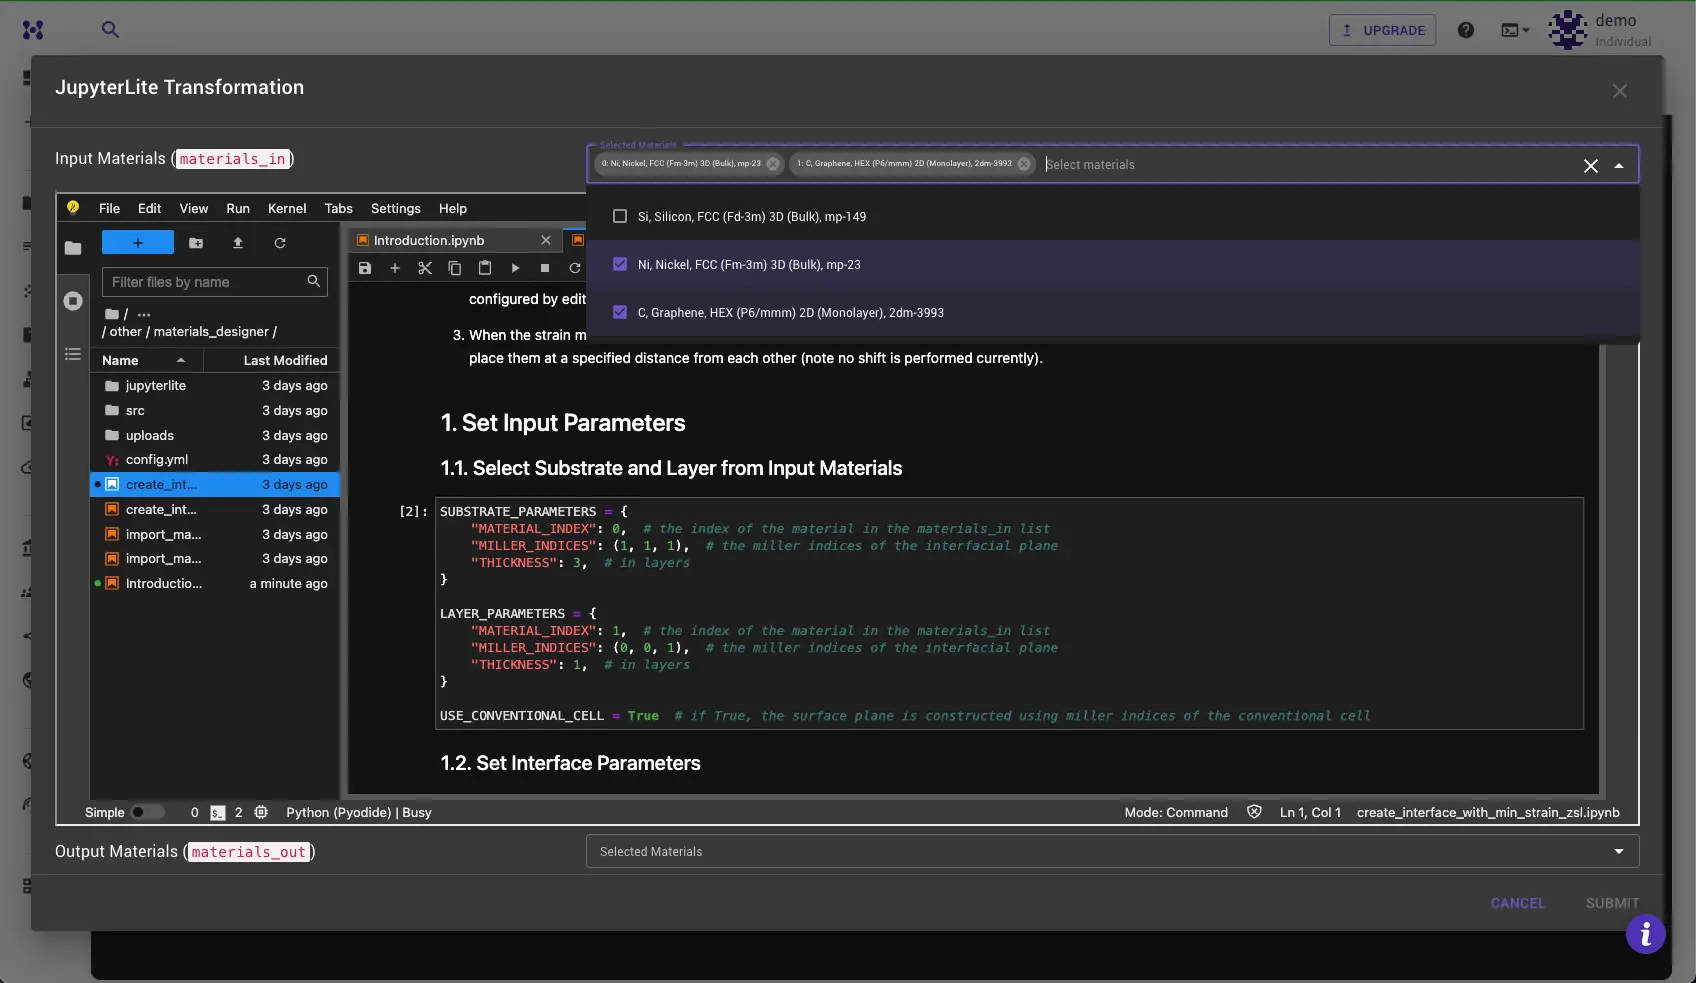 UPGRADE
demo
Individual
JupyterLite Transformation
Input Materials (materials_in)
Selected Materials
0: Ni, Nickel, FCC (Fm-3m) 3D (Bulk), mp-23
1: C, Graphene, HEX (P6/mmm) 2D (Monolayer), 2dm-3993
Select materials
Si, Silicon, FCC (Fd-3m) 3D (Bulk), mp-149
Ni, Nickel, FCC (Fm-3m) 3D (Bulk), mp-23
C, Graphene, HEX (P6/mmm) 2D (Monolayer), 2dm-3993
File Edit View Run Kernel Tabs Settings Help
+
Filter files by name
/ ...
/ other / materials_designer /
Name Last Modified
jupyterlite 3 days ago
src 3 days ago
uploads 3 days ago
Y: config.yml 3 days ago
create_int... 3 days ago
create_int... 3 days ago
import_ma... 3 days ago
import_ma... 3 days ago
Introductio... a minute ago
Introduction.ipynb
configured by edit
3. When the strain m
place them at a specified distance from each other (note no shift is performed currently).
1. Set Input Parameters
1.1. Select Substrate and Layer from Input Materials
[2]:
SUBSTRATE_PARAMETERS = {
"MATERIAL_INDEX": 0, # the index of the material in the materials_in list
"MILLER_INDICES": (1, 1, 1), # the miller indices of the interfacial plane
"THICKNESS": 3, # in layers
}
LAYER_PARAMETERS = {
"MATERIAL_INDEX": 1, # the index of the material in the materials_in list
"MILLER_INDICES": (0, 0, 1), # the miller indices of the interfacial plane
"THICKNESS": 1, # in layers
}
USE_CONVENTIONAL_CELL = True # if True, the surface plane is constructed using miller indices of the conventional cell
1.2. Set Interface Parameters
Simple 0 2 Python (Pyodide) | Busy Mode: Command Ln 1, Col 1 create_interface_with_min_strain_zsl.ipynb
Output Materials (materials_out)
Selected Materials
CANCEL SUBMIT